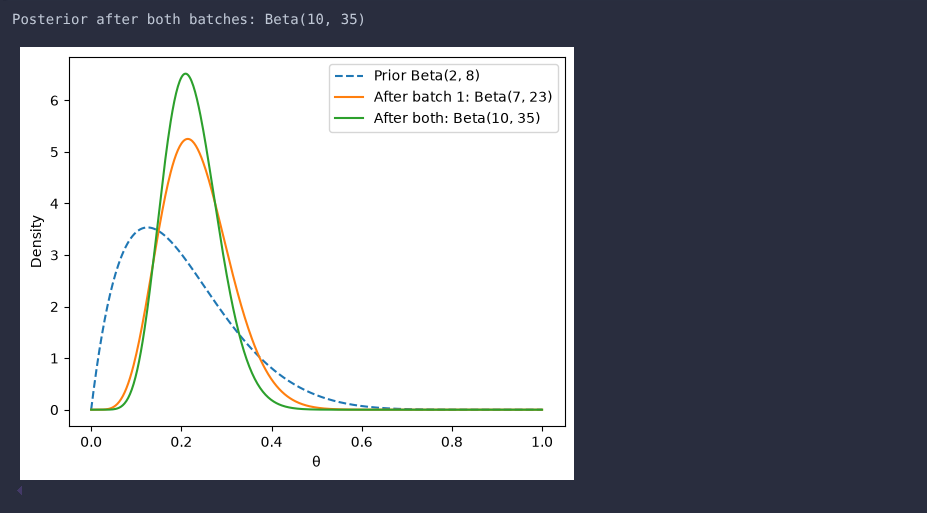 Posterior after both batches: Beta(10, 35)
Prior Beta(2, 8)
After batch 1: Beta(7, 23)
After both: Beta(10, 35)
6
5
4
3
2
1
0
Density
0.0 0.2 0.4 0.6 0.8 1.0
θ